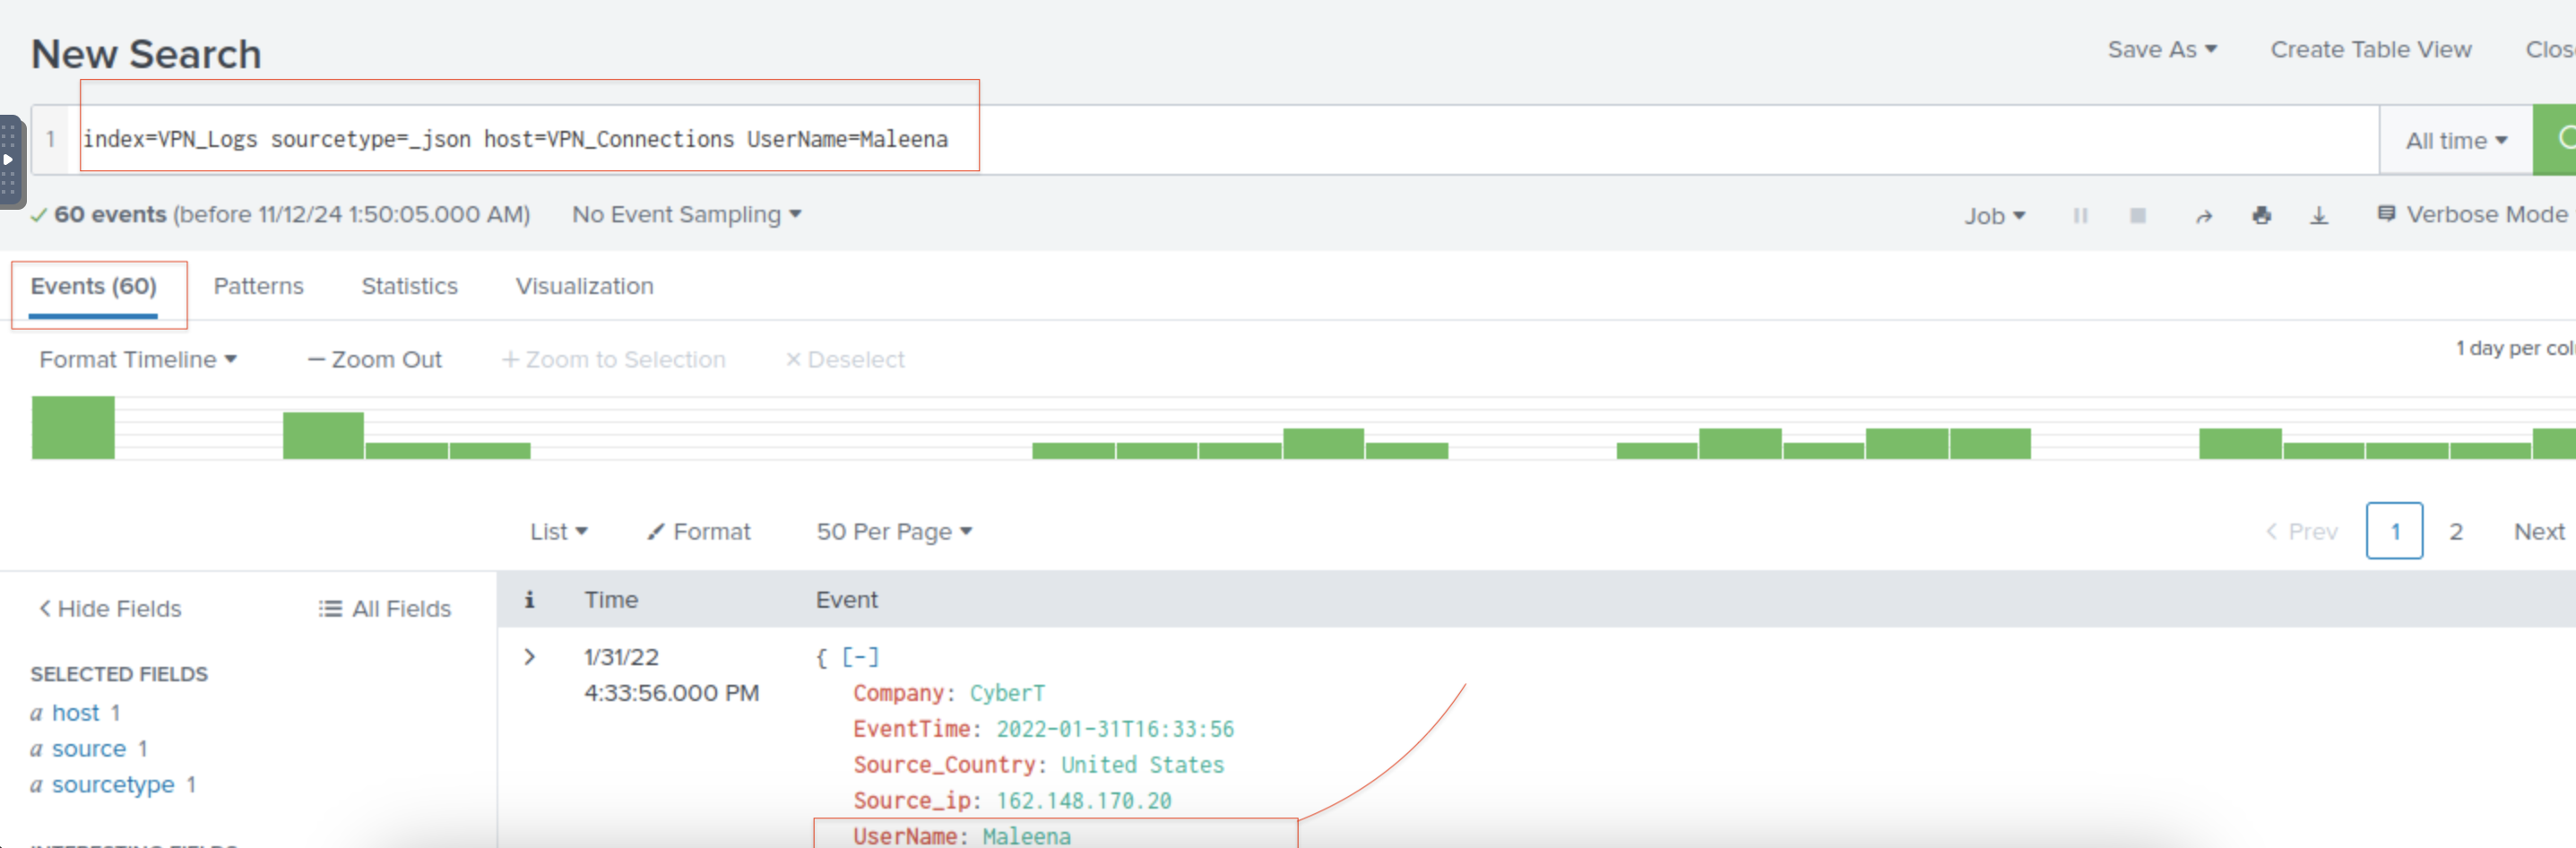 New Search
Save As
Create Table View
Clos
1
index=VPN_Logs sourcetype=_json host=VPN_Connections UserName=Maleena
All time
60 events (before 11/12/24 1:50:05.000 AM)
No Event Sampling
Job
Verbose Mode
Events (60)
Patterns
Statistics
Visualization
Format Timeline
— Zoom Out
+ Zoom to Selection
× Deselect
1 day per col
List
Format
50 Per Page
< Prev
1
2
Next
< Hide Fields
All Fields
i
Time
Event
SELECTED FIELDS
a host 1
a source 1
a sourcetype 1
INTERESTING FIELDS
>
1/31/22
4:33:56.000 PM
{ [-]
Company: CyberT
EventTime: 2022-01-31T16:33:56
Source_Country: United States
Source_ip: 162.148.170.20
UserName: Maleena